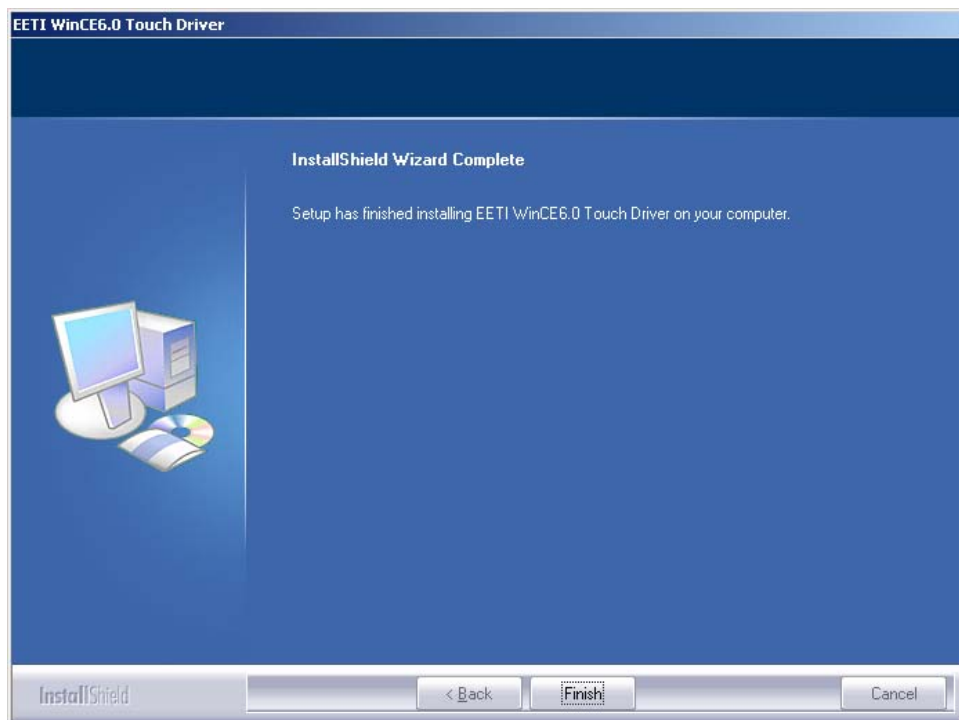 EETI WinCE6.0 Touch Driver
InstallShield Wizard Complete
Setup has finished installing EETI WinCE6.0 Touch Driver on your computer.
InstallShield
< Back
Finish
Cancel